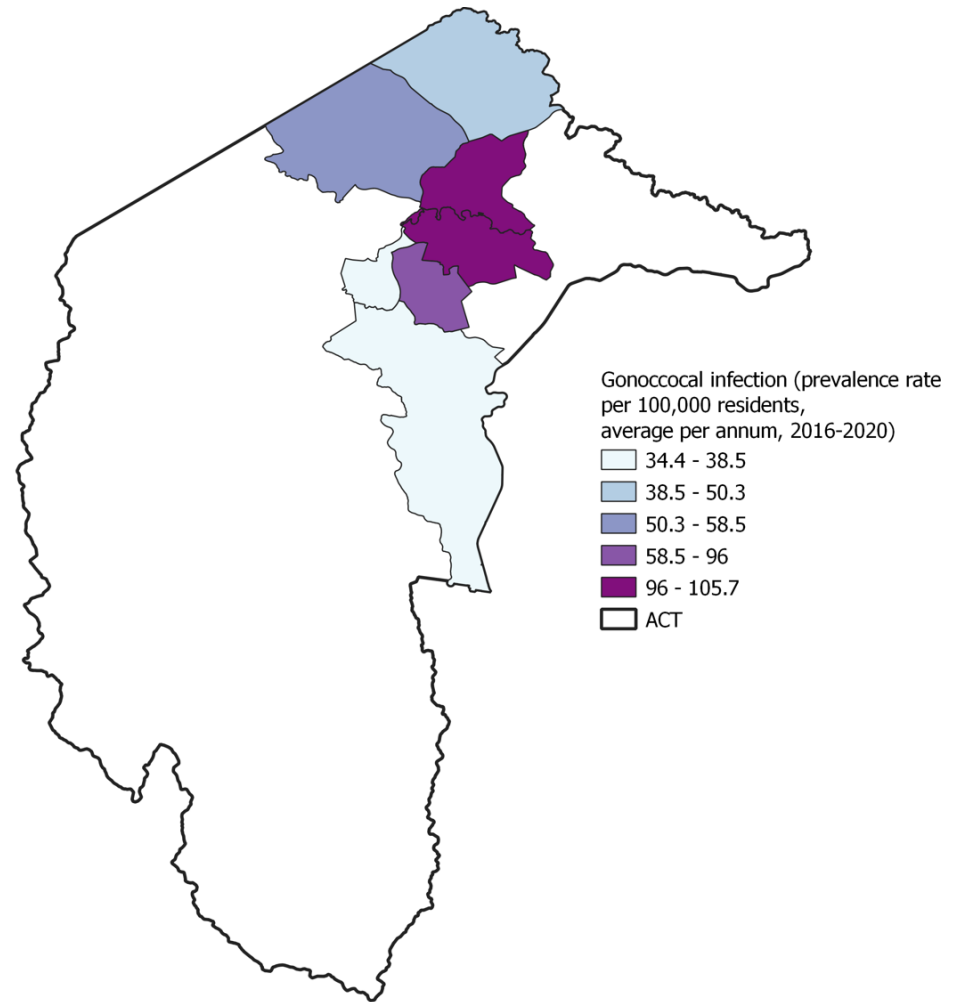 Gonoccocal infection (prevalence rate
per 100,000 residents,
average per annum, 2016-2020)
34.4 - 38.5
38.5 - 50.3
50.3 - 58.5
58.5 - 96
96 - 105.7
ACT